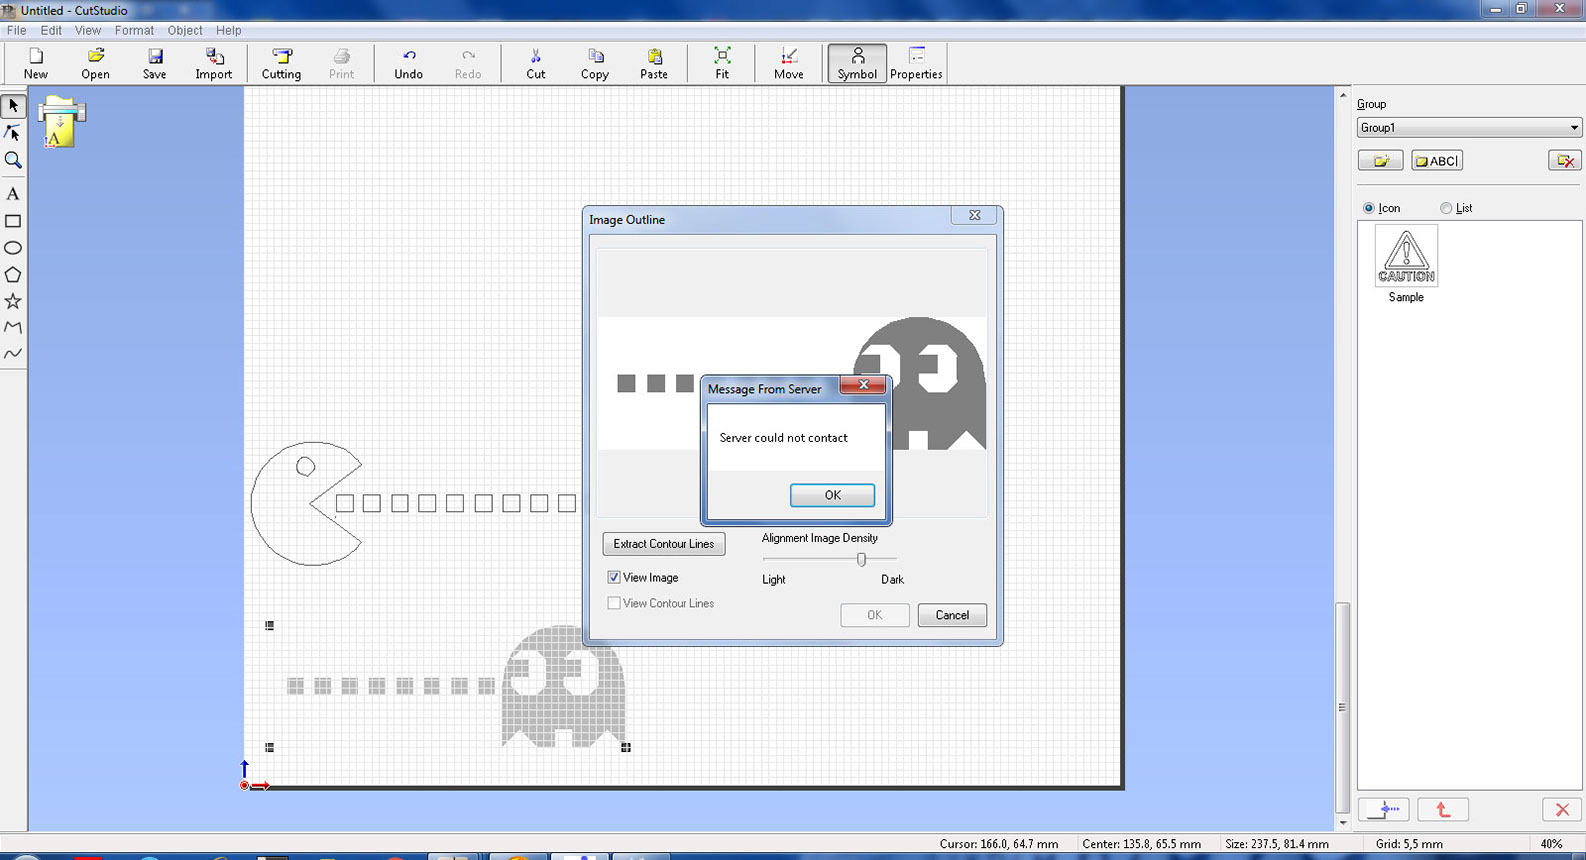 Untitled - CutStudio
File Edit View Format Object Help
New Open Save Import Cutting Print Undo Redo Cut Copy Paste Fit Move Symbol Properties
A
Group
Group1
ABC
Icon List
CAUTION
Sample
Image Outline
Message From Server
Server could not contact
OK
Extract Contour Lines
Alignment Image Density
View Image
Light Dark
View Contour Lines
OK Cancel
A
Cursor: 166.0, 64.7 mm Center: 135.8, 65.5 mm Size: 237.5, 81.4 mm Grid: 5,5 mm 40%